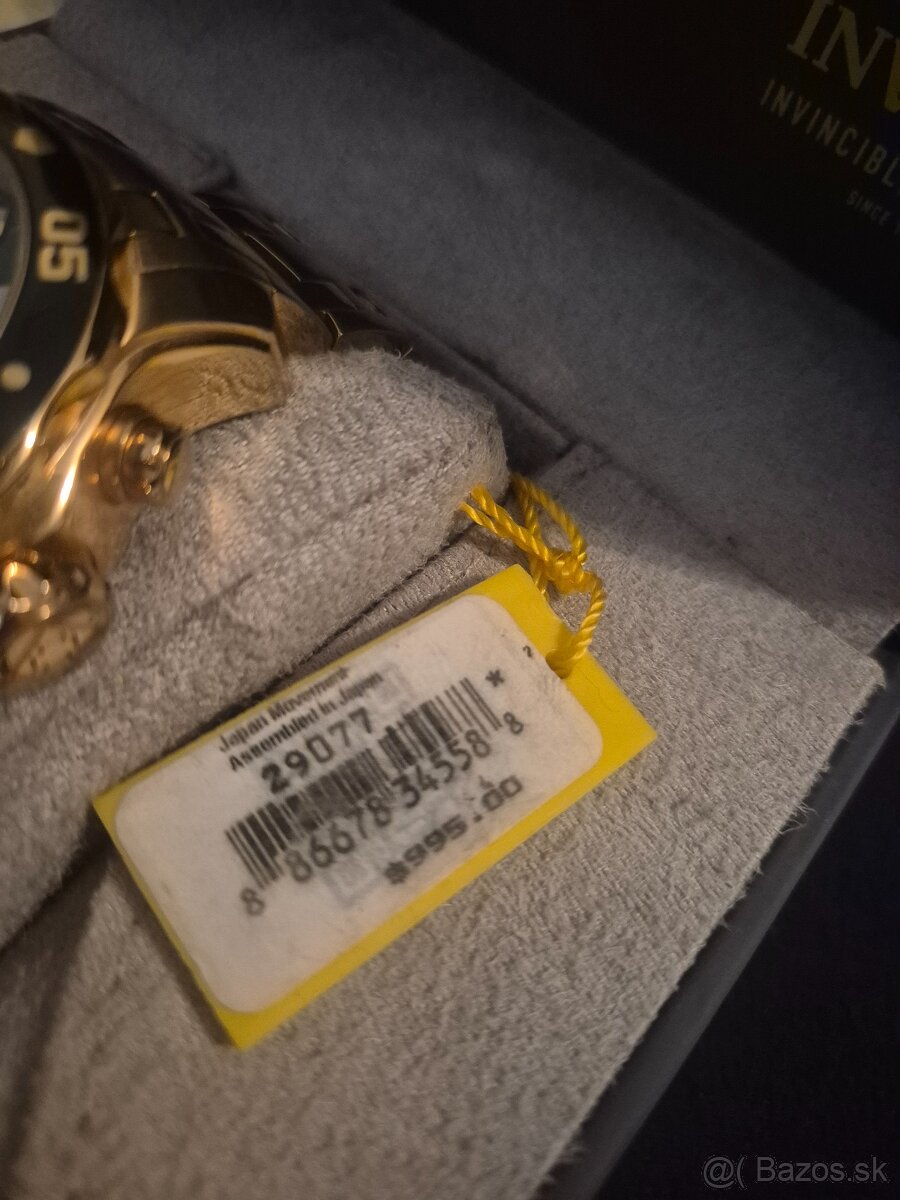 INV
INVINCIBL
SINCE
05
Japan Movement
Assembled in Japan
29077
8 86678 34558 8
$995.00
@( Bazos.sk